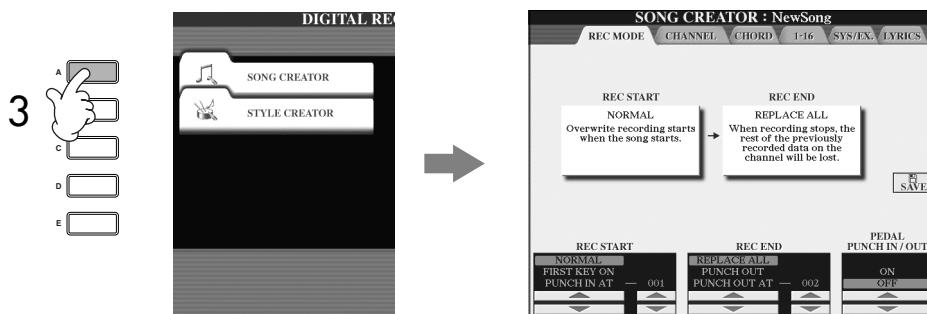 3
A
C
D
E
DIGITAL REC
SONG CREATOR
STYLE CREATOR
SONG CREATOR : NewSong
REC MODE CHANNEL CHORD 1-16 SYS/EX. LYRICS
REC START
NORMAL
Overwrite recording starts
when the song starts.
REC END
REPLACE ALL
When recording stops, the
rest of the previously
recorded data on the
channel will be lost.
SAVE
REC START
NORMAL
FIRST KEY ON
PUNCH IN AT — 001
REC END
REPLACE ALL
PUNCH OUT
PUNCH OUT AT — 002
PEDAL
PUNCH IN / OUT
ON
OFF